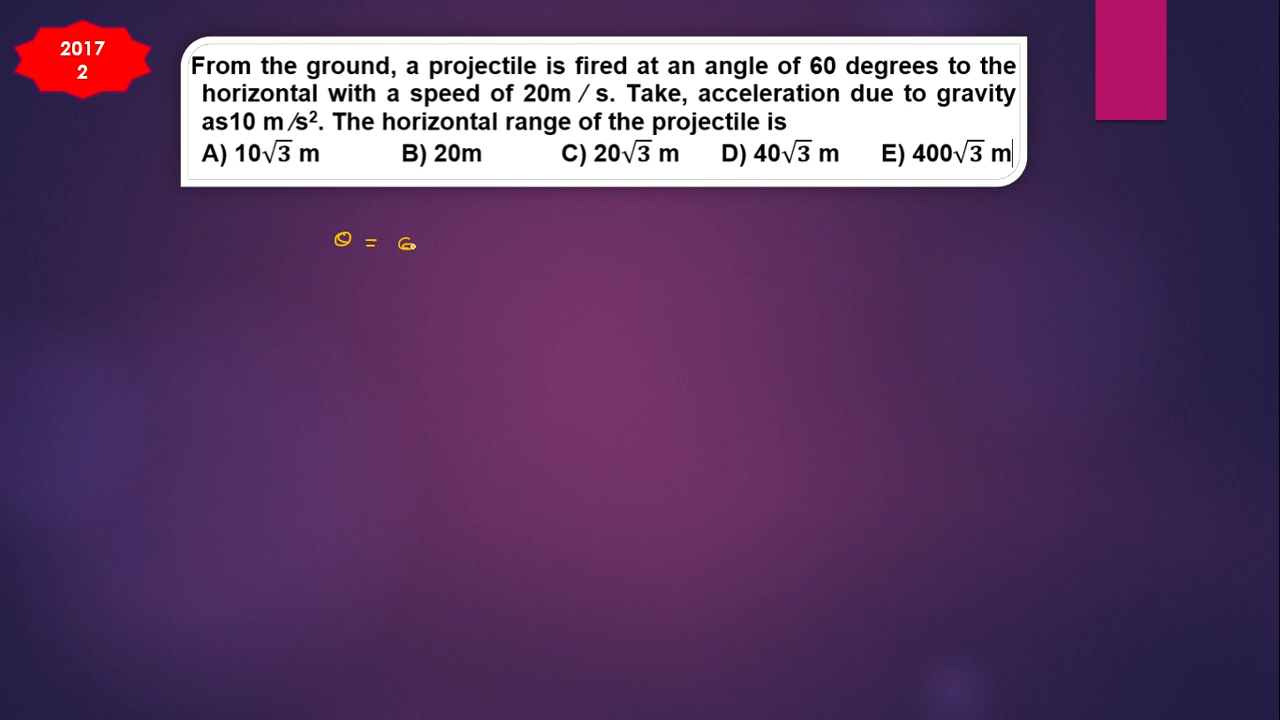 2017
2
From the ground, a projectile is fired at an angle of 60 degrees to the
horizontal with a speed of 20m / s. Take, acceleration due to gravity
as10 m ∕s². The horizontal range of the projectile is
A) 10√3 m B) 20m C) 20√3 m D) 40√3 m E) 400√3 m
θ = 6